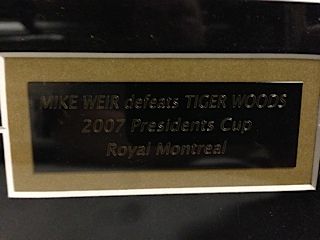 MIKE WEIR defeats TIGER WOODS
2007 Presidents Cup
Royal Montreal